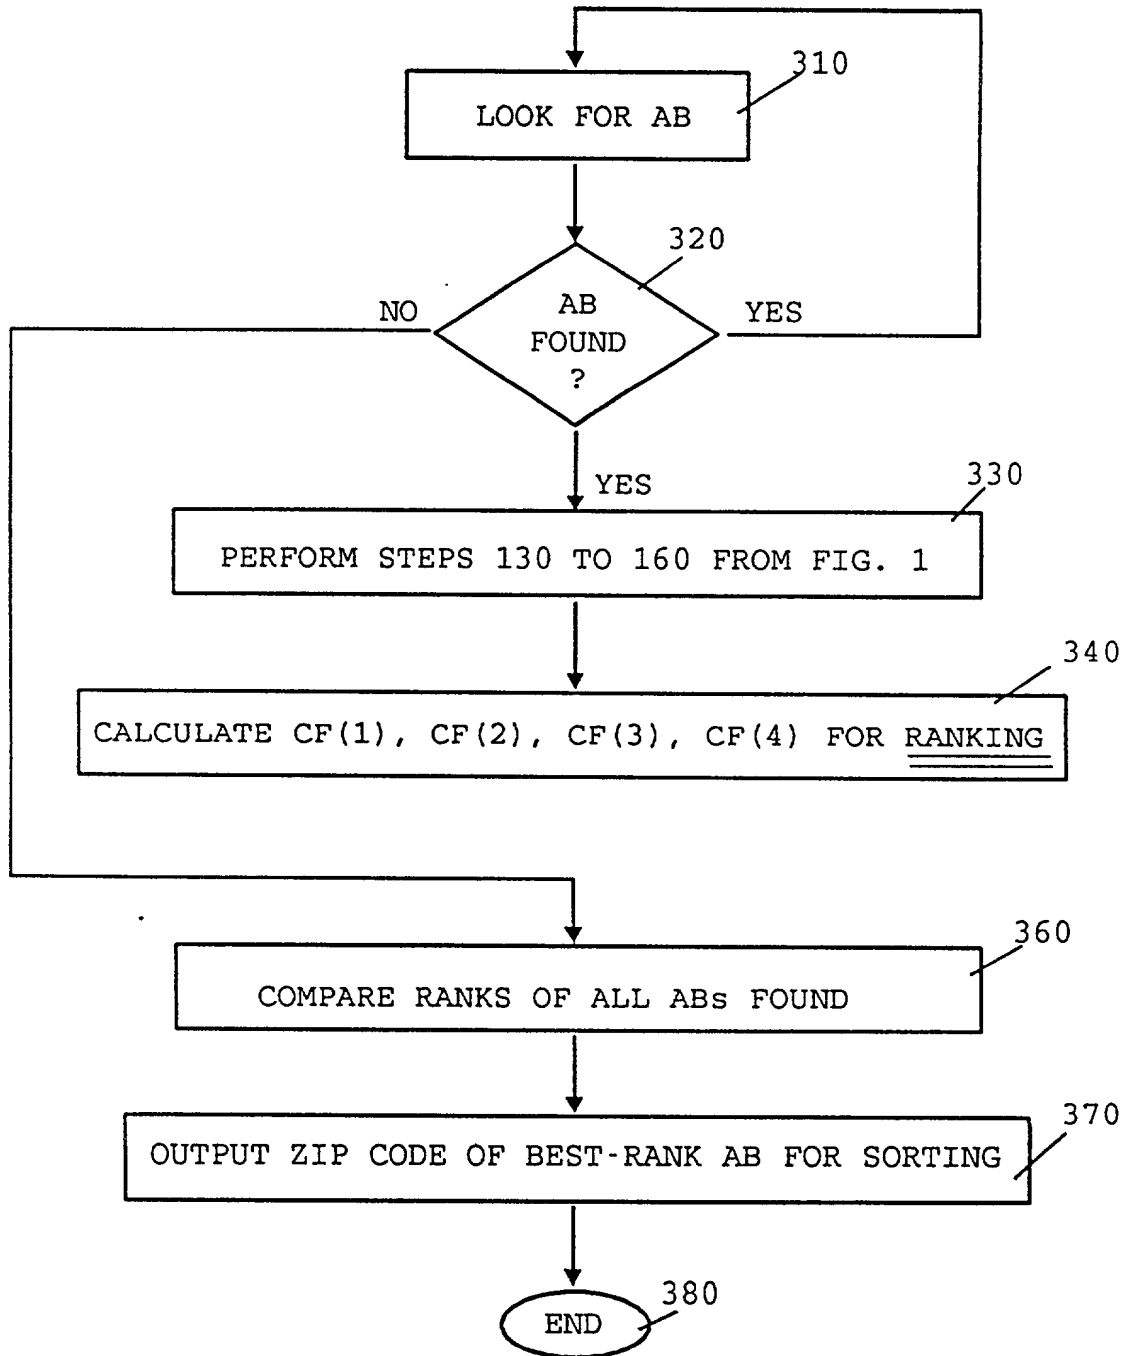 310
LOOK FOR AB
320
AB
FOUND
?
NO
YES
YES
330
PERFORM STEPS 130 TO 160 FROM FIG. 1
340
CALCULATE CF(1), CF(2), CF(3), CF(4) FOR RANKING
360
COMPARE RANKS OF ALL ABs FOUND
370
OUTPUT ZIP CODE OF BEST-RANK AB FOR SORTING
380
END